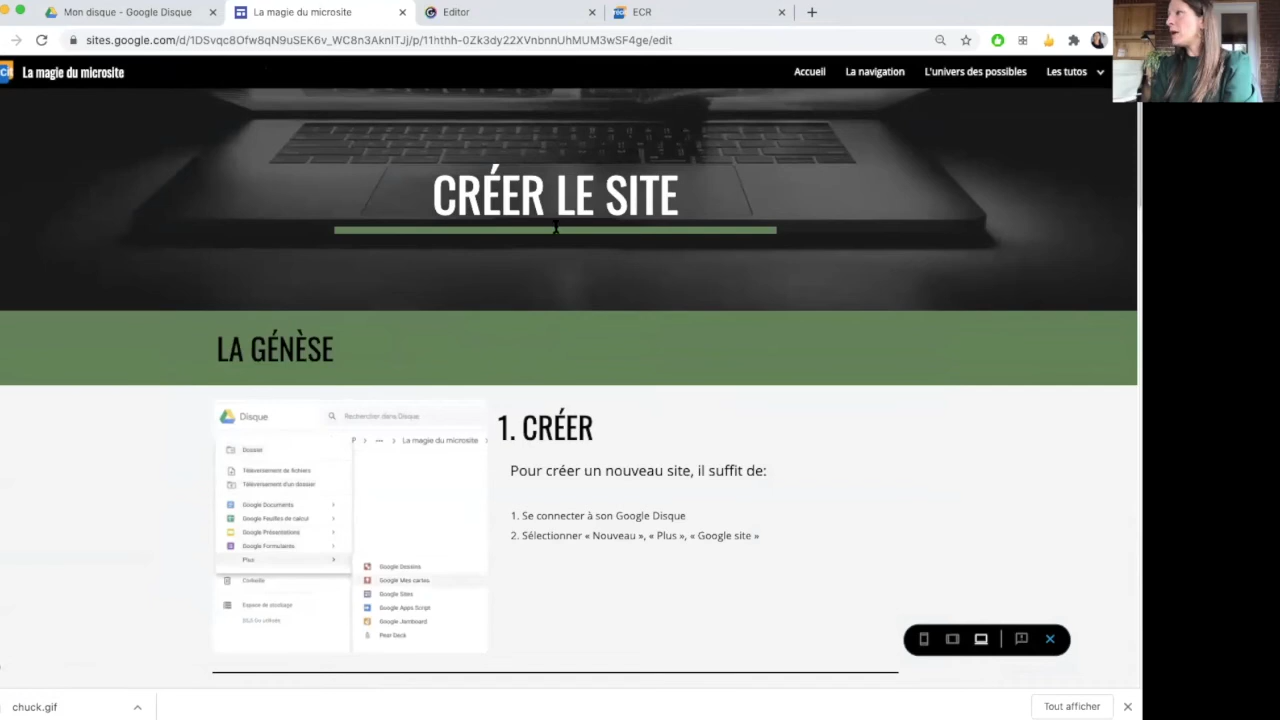 Mon disque - Google Disque
La magie du microsite
Editor
ECR
sites.google.com/d/1DSvqc8Ofw8qN9uSEK6v_WC8n3AknITJj/p/11nthh-0Zk3dy22XVnbnnUhMUM3wSF4ge/edit
La magie du microsite
Accueil
La navigation
L'univers des possibles
Les tutos
CRÉER LE SITE
LA GÉNÈSE
Disque
Rechercher dans Disque
La magie du microsite
Dossier
Téléversement de fichiers
Téléversement d'un dossier
Google Documents
Google Feuilles de calcul
Google Présentations
Google Formulaires
Plus
Corbeille
Espace de stockage
Google Dessins
Google Mes cartes
Google Sites
Google Apps Script
Google Jamboard
Pear Deck
1. CRÉER
Pour créer un nouveau site, il suffit de:
1. Se connecter à son Google Disque
2. Sélectionner « Nouveau », « Plus », « Google site »
chuck.gif
Tout afficher